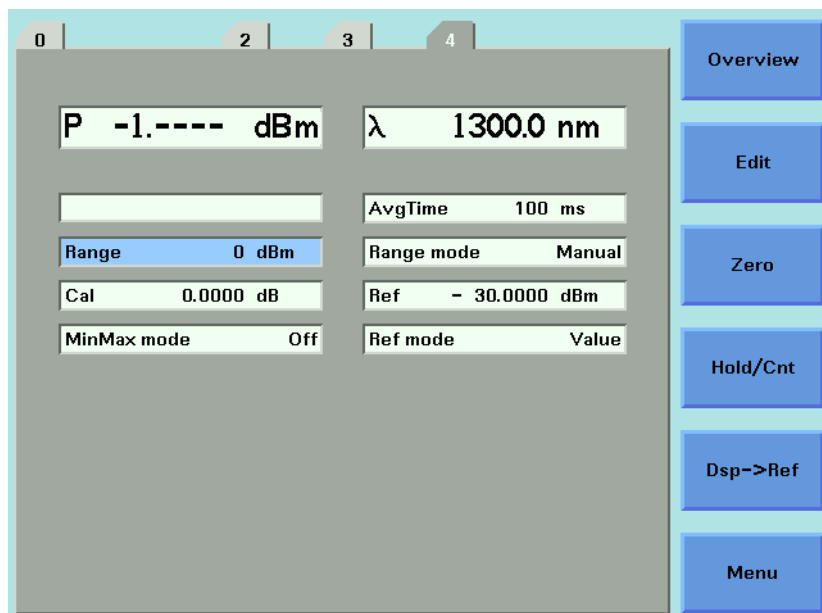 0 2 3 4
P -1.---- dBm
λ 1300.0 nm
AvgTime 100 ms
Range 0 dBm
Range mode Manual
Cal 0.0000 dB
Ref - 30.0000 dBm
MinMax mode Off
Ref mode Value
Overview
Edit
Zero
Hold/Cnt
Dsp->Ref
Menu